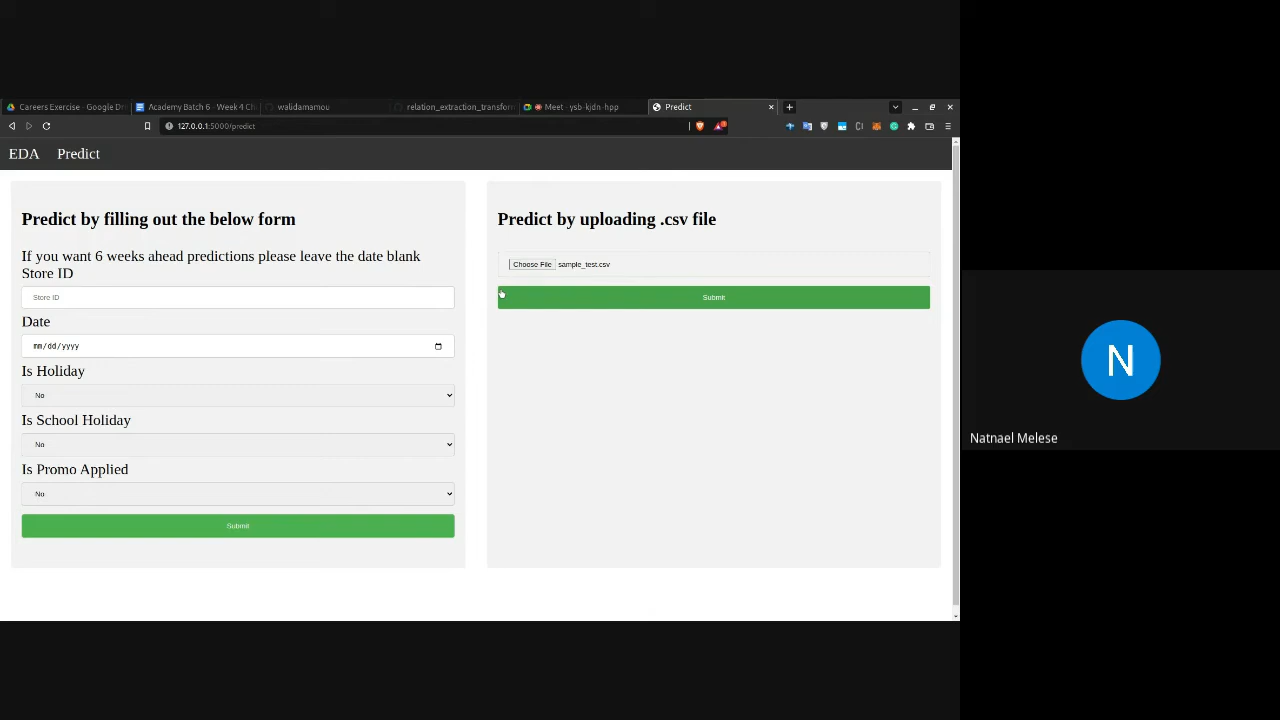 Careers Exercise - Google Dr
Academy Batch 6 - Week 4 Ch
walidamamou
relation_extraction_transform
Meet - ysb-kjdn-hpp
Predict
127.0.0.1:5000/predict
EDA Predict
Predict by filling out the below form
If you want 6 weeks ahead predictions please leave the date blank
Store ID
Store ID
Date
mm/dd/yyyy
Is Holiday
No
Is School Holiday
No
Is Promo Applied
No
Submit
Predict by uploading .csv file
Choose File sample_test.csv
Submit
N
Natnael Melese